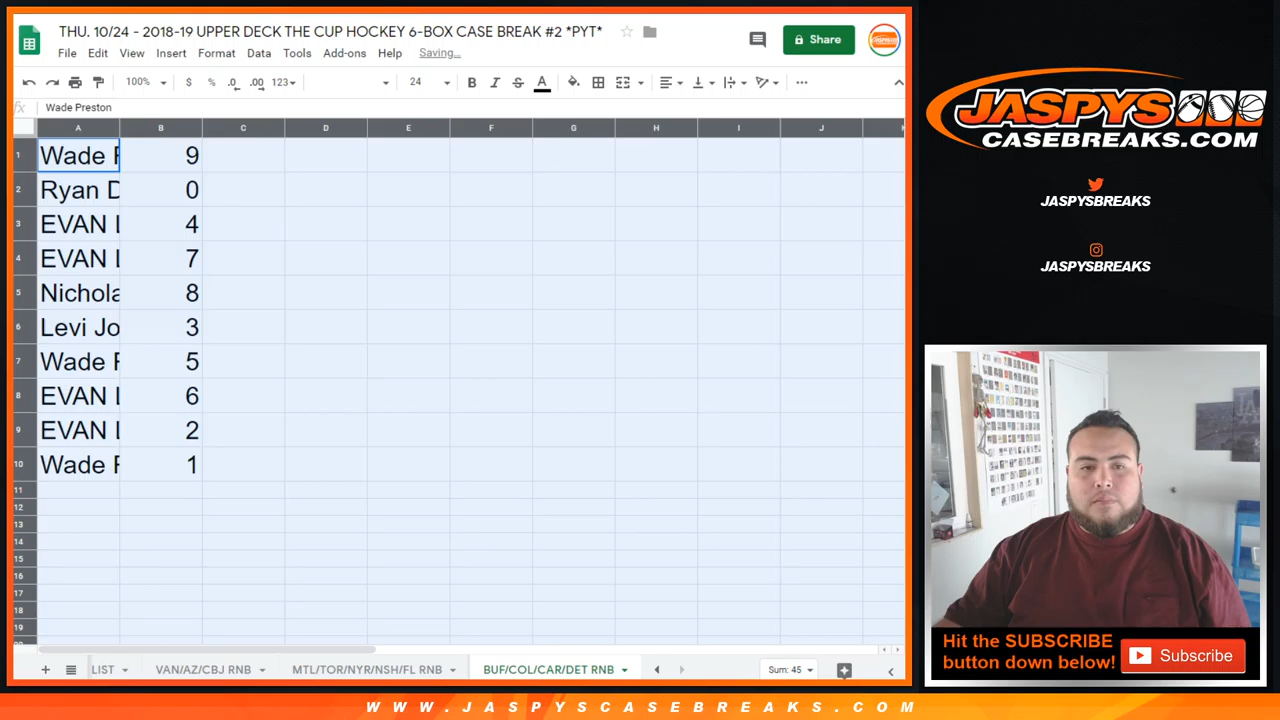 THU. 10/24 - 2018-19 UPPER DECK THE CUP HOCKEY 6-BOX CASE BREAK #2 *PYT*
File Edit View Insert Format Data Tools Add-ons Help Saving...
Share
100% $ % .0 .00 123 24 B I S A
fx Wade Preston
A B C D E F G H I J
1 Wade P 9
2 Ryan D 0
3 EVAN L 4
4 EVAN L 7
5 Nichola 8
6 Levi Jo 3
7 Wade P 5
8 EVAN L 6
9 EVAN L 2
10 Wade P 1
11
12
13
14
15
16
17
18
19
LIST VAN/AZ/CBJ RNB MTL/TOR/NYR/NSH/FL RNB BUF/COL/CAR/DET RNB Sum: 45
JASPYS
CASEBREAKS.COM
JASPYSBREAKS
JASPYSBREAKS
Hit the SUBSCRIBE
button down below!
Subscribe
WWW.JASPYSCASEBREAKS.COM